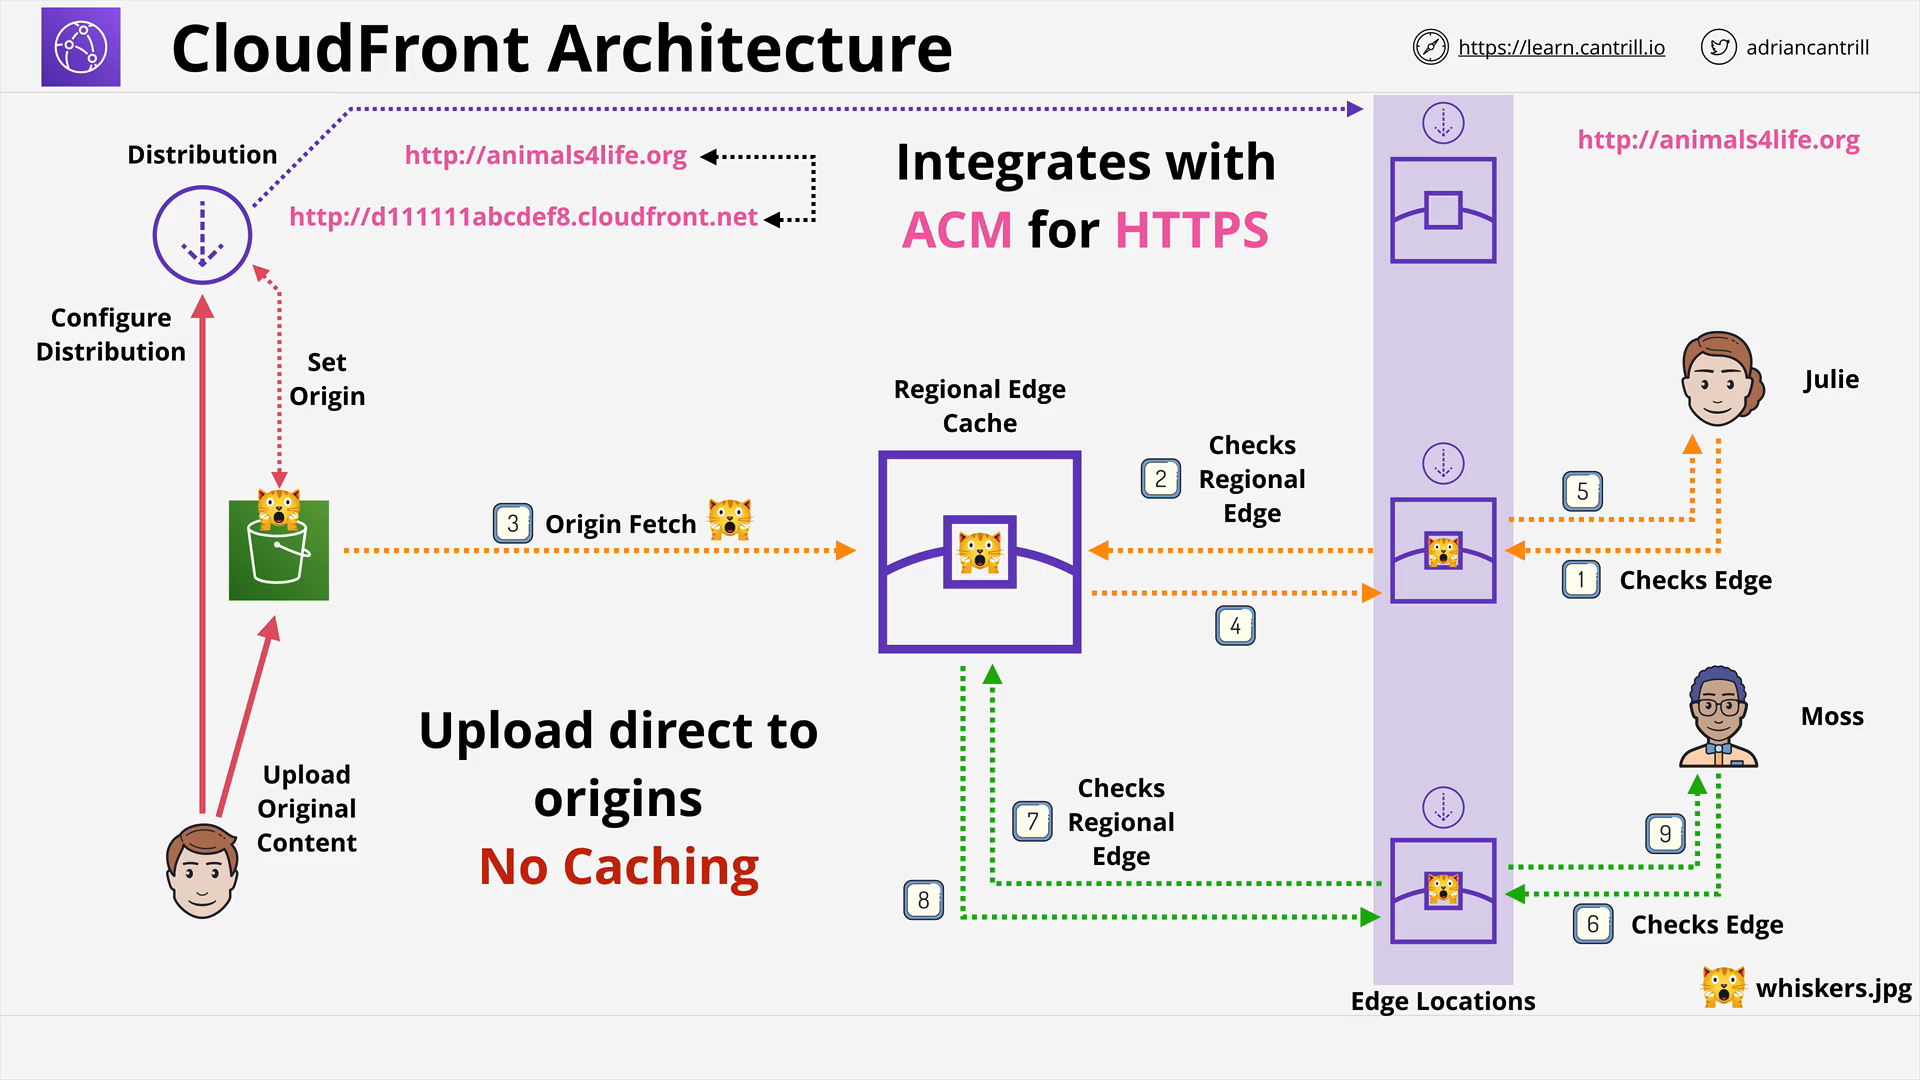 CloudFront Architecture
https://learn.cantrill.io
adriancantrill
Distribution
http://animals4life.org
http://d111111abcdef8.cloudfront.net
Integrates with
ACM for HTTPS
http://animals4life.org
Configure
Distribution
Set
Origin
Regional Edge
Cache
2
Checks
Regional
Edge
Julie
5
3
Origin Fetch
1
Checks Edge
4
Upload direct to
origins
No Caching
Moss
Upload
Original
Content
7
Checks
Regional
Edge
9
8
6
Checks Edge
whiskers.jpg
Edge Locations